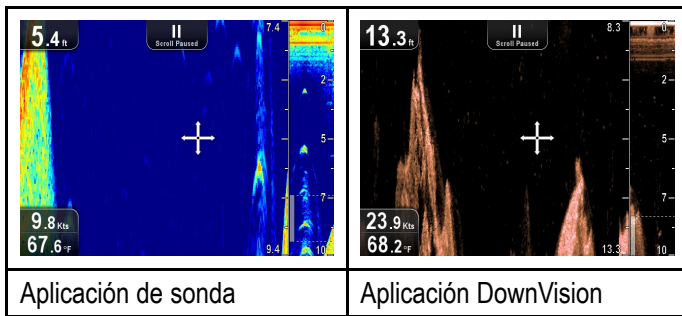 5.4 ft
Scroll Paused
7.4
0
2
5
7
9.8 Kts
67.6 °F
9.4
10
Aplicación de sonda
13.3 ft
Scroll Paused
8.3
0
2
5
7
23.9 Kts
68.2 °F
13.3
10
Aplicación DownVision